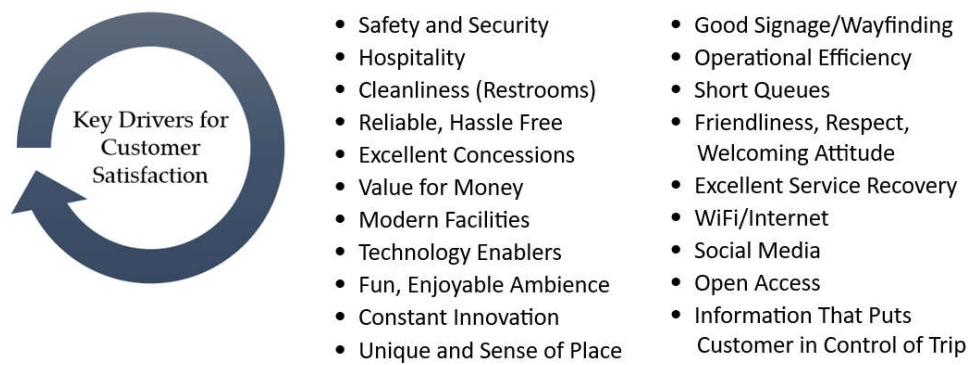 Key Drivers for
Customer
Satisfaction
• Safety and Security
• Hospitality
• Cleanliness (Restrooms)
• Reliable, Hassle Free
• Excellent Concessions
• Value for Money
• Modern Facilities
• Technology Enablers
• Fun, Enjoyable Ambience
• Constant Innovation
• Unique and Sense of Place
• Good Signage/Wayfinding
• Operational Efficiency
• Short Queues
• Friendliness, Respect,
Welcoming Attitude
• Excellent Service Recovery
• WiFi/Internet
• Social Media
• Open Access
• Information That Puts
Customer in Control of Trip